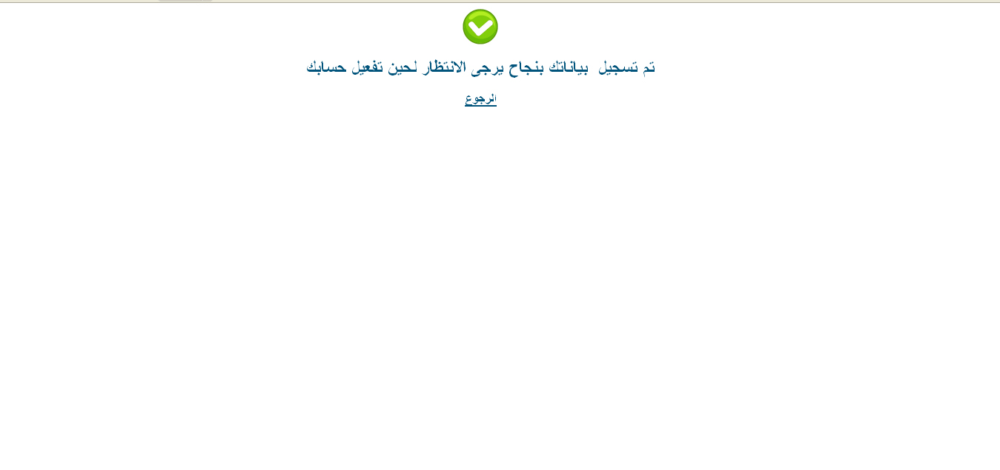 تم تسجيل بياناتك بنجاح يرجى الانتظار لحين تفعيل حسابك
الرجوع